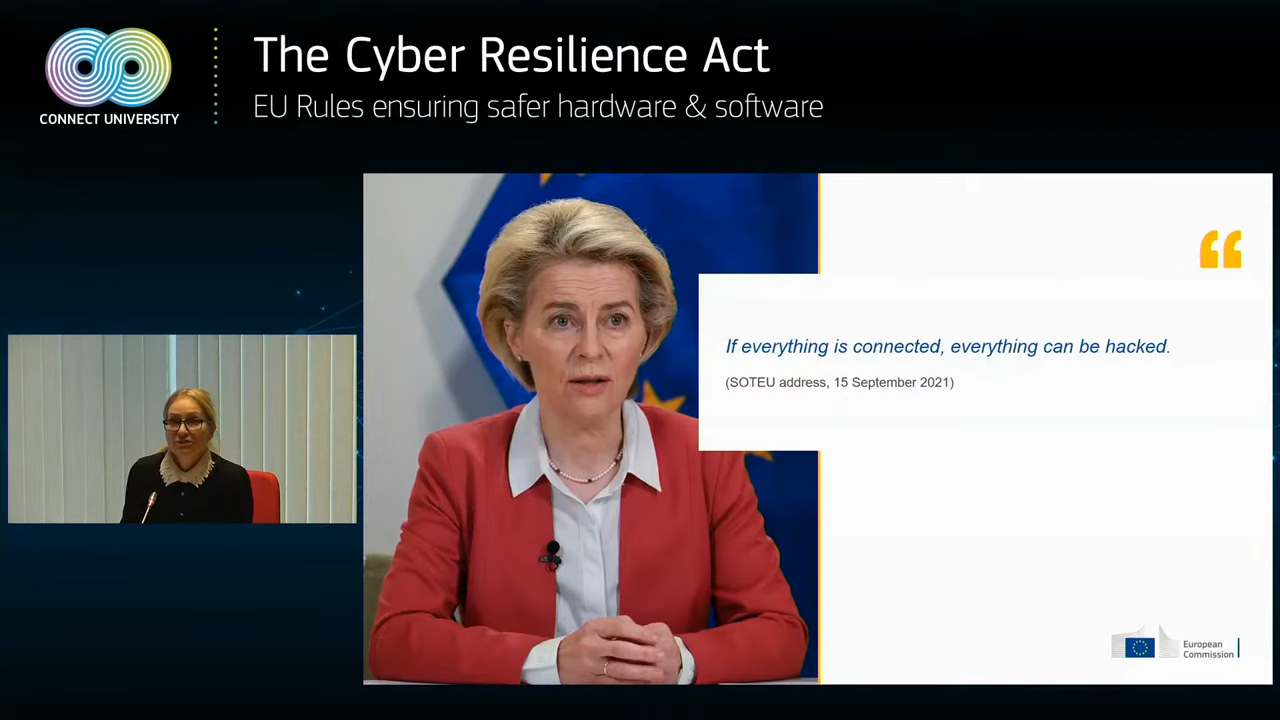 The Cyber Resilience Act
EU Rules ensuring safer hardware & software
CONNECT UNIVERSITY
“
If everything is connected, everything can be hacked.
(SOTEU address, 15 September 2021)
European
Commission